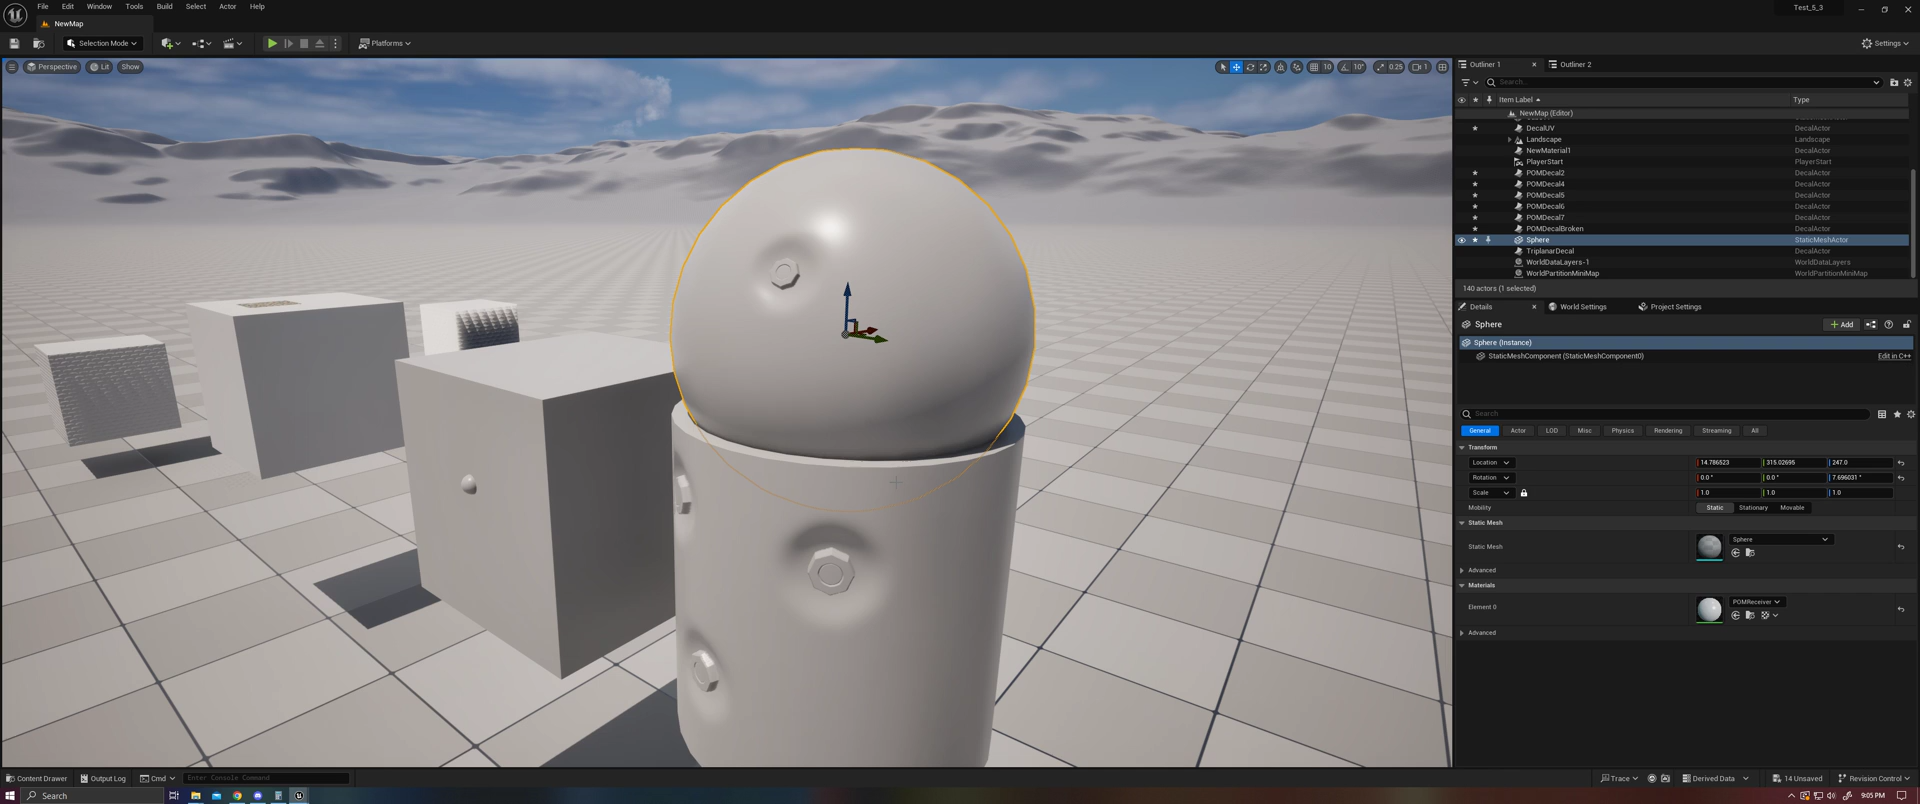 File Edit Window Tools Build Select Actor Help
Test_5_3
NewMap
Selection Mode
Platforms
Settings
Perspective Lit Show
10 10° 0.25 1
Outliner 1
Outliner 2
Search...
Item Label Type
NewMap (Editor)
DecalUV DecalActor
Landscape Landscape
NewMaterial1 DecalActor
PlayerStart PlayerStart
POMDecal2 DecalActor
POMDecal4 DecalActor
POMDecal5 DecalActor
POMDecal6 DecalActor
POMDecal7 DecalActor
POMDecalBroken DecalActor
Sphere StaticMeshActor
TriplanarDecal DecalActor
WorldDataLayers-1 WorldDataLayers
WorldPartitionMiniMap WorldPartitionMiniMap
140 actors (1 selected)
Details World Settings Project Settings
Sphere
Add
Sphere (Instance)
StaticMeshComponent (StaticMeshComponent0) Edit in C++
Search
General Actor LOD Misc Physics Rendering Streaming All
Transform
Location 14.786523 315.02695 247.0
Rotation 0.0 ° 0.0 ° 7.696031 °
Scale 1.0 1.0 1.0
Mobility Static Stationary Movable
Static Mesh
Static Mesh Sphere
Advanced
Materials
Element 0 POMReceiver
Advanced
Content Drawer Output Log Cmd Enter Console Command
Trace Derived Data 14 Unsaved Revision Control
Search
9:05 PM